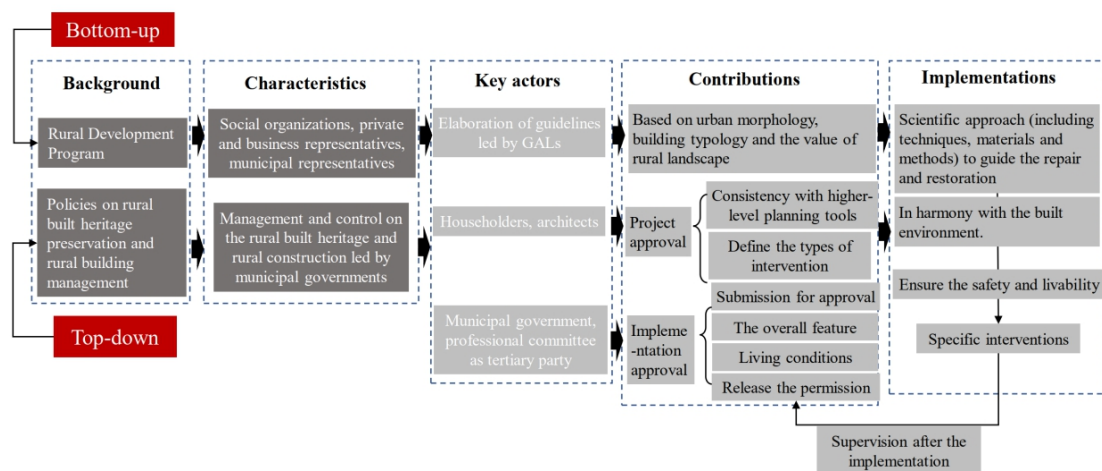 Bottom-up
Background
Characteristics
Key actors
Contributions
Implementations
Rural Development
Program
Social organizations, private
and business representatives,
municipal representatives
Elaboration of guidelines
led by GALs
Based on urban morphology,
building typology and the value of
rural landscape
Scientific approach (including
techniques, materials and
methods) to guide the repair
and restoration
Policies on rural
built heritage
preservation and
rural building
management
Management and control on
the rural built heritage and
rural construction led by
municipal governments
Householders, architects
Project
approval
Consistency with higher-
level planning tools
Define the types of
intervention
In harmony with the built
environment.
Ensure the safety and livability
Top-down
Municipal government,
professional committee
as tertiary party
Impleme
-ntation
approval
Submission for approval
The overall feature
Living conditions
Release the permission
Specific interventions
Supervision after the
implementation